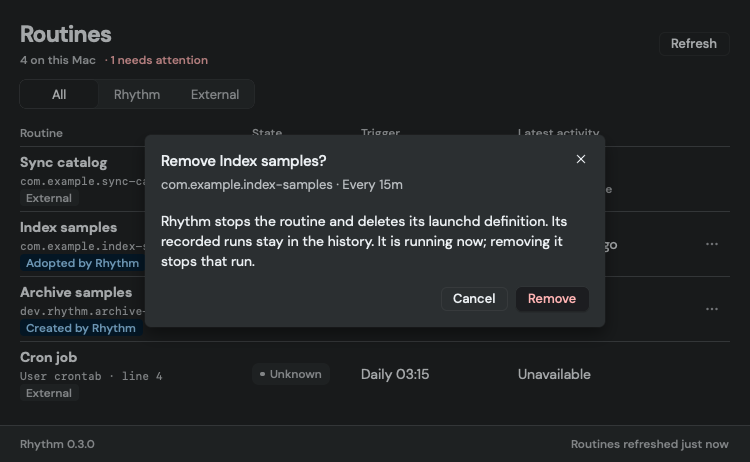 Routines
4 on this Mac · 1 needs attention
Refresh
All Rhythm External
Routine State Trigger Latest activity
Sync catalog
com.example.sync-ca
External
Index samples
com.example.index-s
Adopted by Rhythm
go
···
Archive samples
dev.rhythm.archive-
Created by Rhythm
···
Remove Index samples?
com.example.index-samples · Every 15m
Rhythm stops the routine and deletes its launchd definition. Its
recorded runs stay in the history. It is running now; removing it
stops that run.
Cancel Remove
Cron job
User crontab · line 4
External
Unknown Daily 03:15 Unavailable
Rhythm 0.3.0 Routines refreshed just now